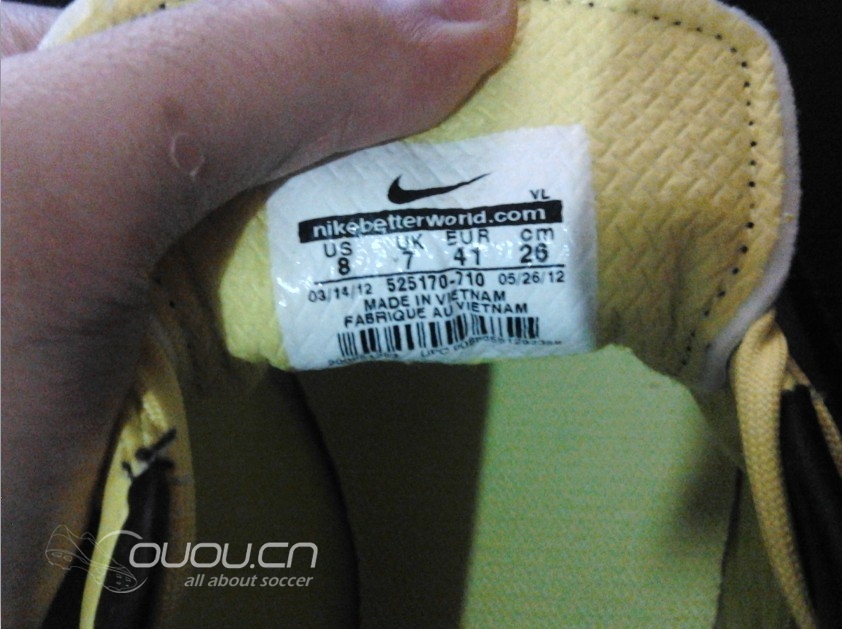 VL
nikebetterworld.com
US UK EUR cm
8 7 41 26
03/14/12 525170-710 05/26/12
MADE IN VIETNAM
FABRIQUE AU VIETNAM
UPC
ouou.cn
all about soccer